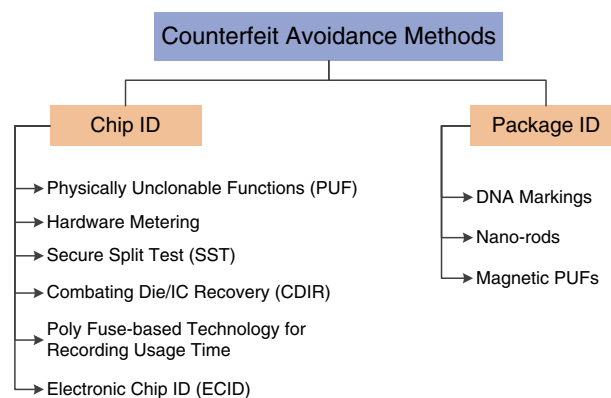 Counterfeit Avoidance Methods
Chip ID
Physically Unclonable Functions (PUF)
Hardware Metering
Secure Split Test (SST)
Combating Die/IC Recovery (CDIR)
Poly Fuse-based Technology for
Recording Usage Time
Electronic Chip ID (ECID)
Package ID
DNA Markings
Nano-rods
Magnetic PUFs